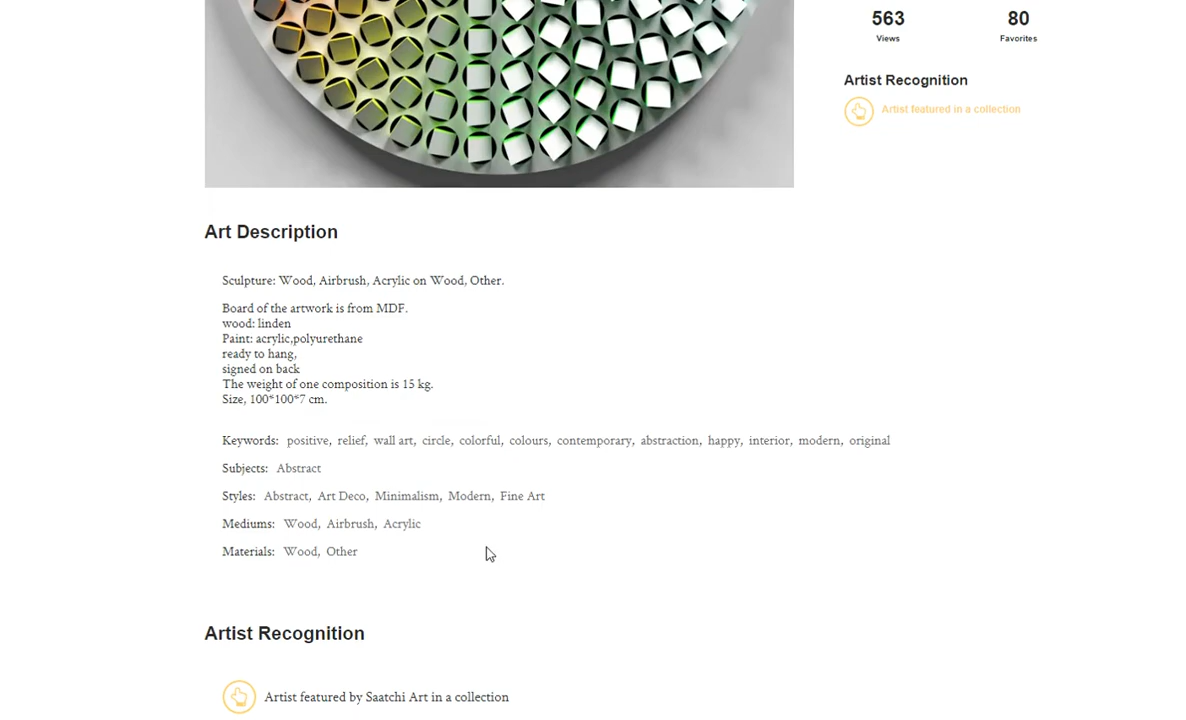 563
Views
80
Favorites
Artist Recognition
Artist featured in a collection
Art Description
Sculpture: Wood, Airbrush, Acrylic on Wood, Other.
Board of the artwork is from MDF.
wood: linden
Paint: acrylic,polyurethane
ready to hang,
signed on back
The weight of one composition is 15 kg.
Size, 100*100*7 cm.
Keywords: positive, relief, wall art, circle, colorful, colours, contemporary, abstraction, happy, interior, modern, original
Subjects: Abstract
Styles: Abstract, Art Deco, Minimalism, Modern, Fine Art
Mediums: Wood, Airbrush, Acrylic
Materials: Wood, Other
Artist Recognition
Artist featured by Saatchi Art in a collection